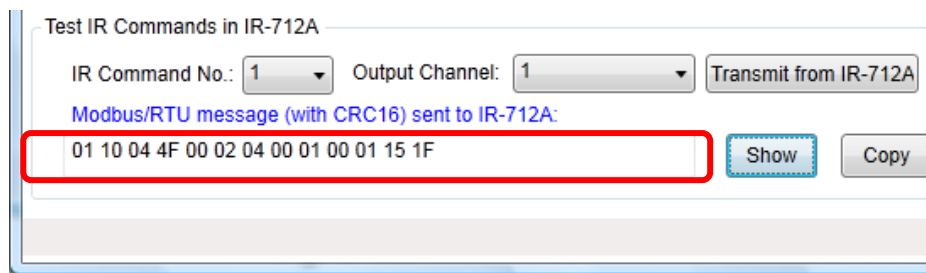 Test IR Commands in IR-712A
IR Command No.: 1 Output Channel: 1 Transmit from IR-712A
Modbus/RTU message (with CRC16) sent to IR-712A:
01 10 04 4F 00 02 04 00 01 00 01 15 1F Show Copy